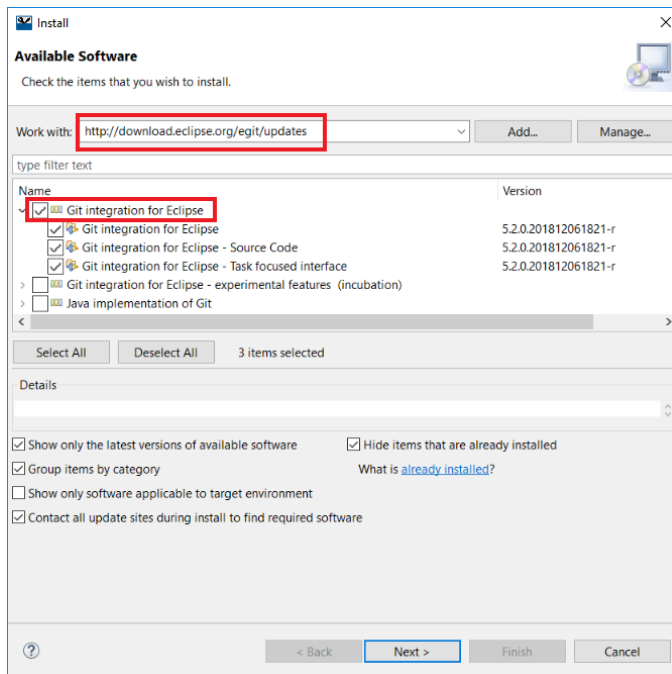 Install
Available Software
Check the items that you wish to install.
Work with: http://download.eclipse.org/egit/updates Add... Manage...
type filter text
Name Version
Git integration for Eclipse
Git integration for Eclipse 5.2.0.201812061821-r
Git integration for Eclipse - Source Code 5.2.0.201812061821-r
Git integration for Eclipse - Task focused interface 5.2.0.201812061821-r
Git integration for Eclipse - experimental features (incubation)
Java implementation of Git
Select All Deselect All 3 items selected
Details
Show only the latest versions of available software Hide items that are already installed
Group items by category What is already installed?
Show only software applicable to target environment
Contact all update sites during install to find required software
? < Back Next > Finish Cancel